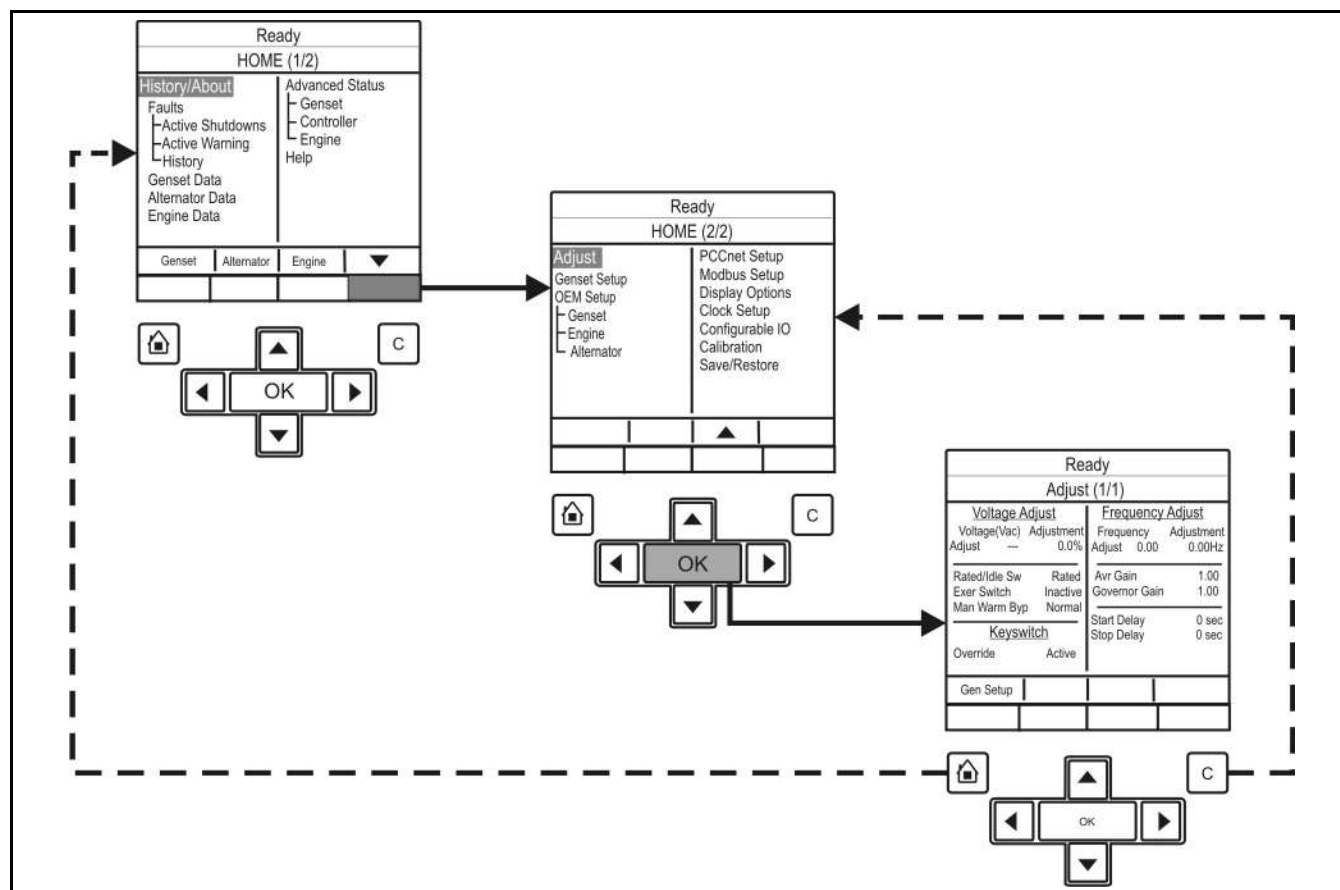 Ready
HOME (1/2)
History/About
Faults
Active Shutdowns
Active Warning
History
Genset Data
Alternator Data
Engine Data
Advanced Status
Genset
Controller
Engine
Help
Genset Alternator Engine
C
OK
Ready
HOME (2/2)
Adjust
Genset Setup
OEM Setup
Genset
Engine
Alternator
PCCnet Setup
Modbus Setup
Display Options
Clock Setup
Configurable IO
Calibration
Save/Restore
C
OK
Ready
Adjust (1/1)
Voltage Adjust
Voltage(Vac) Adjustment
Adjust --- 0.0%
Rated/Idle Sw Rated
Exer Switch Inactive
Man Warm Byp Normal
Keyswitch
Override Active
Frequency Adjust
Frequency Adjustment
Adjust 0.00 0.00Hz
Avr Gain 1.00
Governor Gain 1.00
Start Delay 0 sec
Stop Delay 0 sec
Gen Setup
C
OK